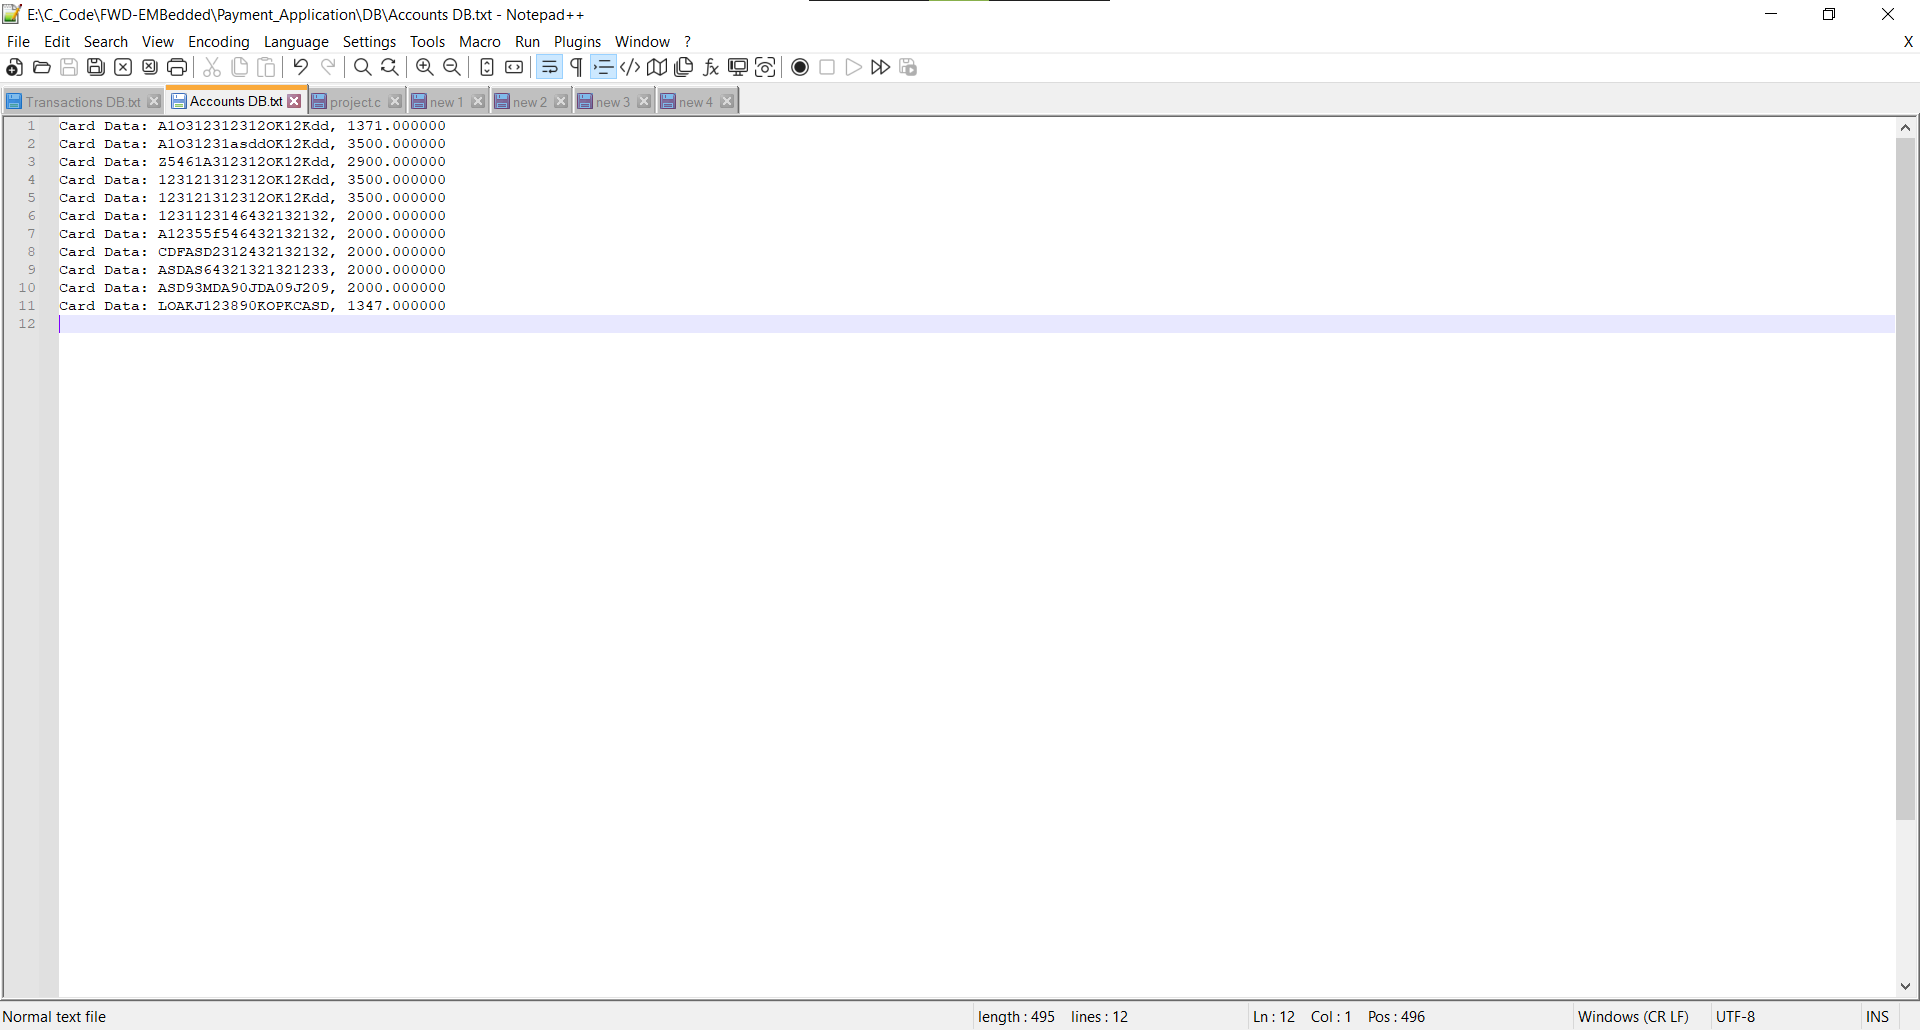 E:\C_Code\FWD-EMBedded\Payment_Application\DB\Accounts DB.txt - Notepad++
File Edit Search View Encoding Language Settings Tools Macro Run Plugins Window ? X
Transactions DB.txt Accounts DB.txt project.c new 1 new 2 new 3 new 4
1 Card Data: A1O312312312OK12Kdd, 1371.000000
2 Card Data: A1O31231asddOK12Kdd, 3500.000000
3 Card Data: Z5461A312312OK12Kdd, 2900.000000
4 Card Data: 123121312312OK12Kdd, 3500.000000
5 Card Data: 123121312312OK12Kdd, 3500.000000
6 Card Data: 1231123146432132132, 2000.000000
7 Card Data: A12355f546432132132, 2000.000000
8 Card Data: CDFASD2312432132132, 2000.000000
9 Card Data: ASDAS64321321321233, 2000.000000
10 Card Data: ASD93MDA90JDA09J209, 2000.000000
11 Card Data: LOAKJ123890KOPKCASD, 1347.000000
12
Normal text file length : 495 lines : 12 Ln : 12 Col : 1 Pos : 496 Windows (CR LF) UTF-8 INS